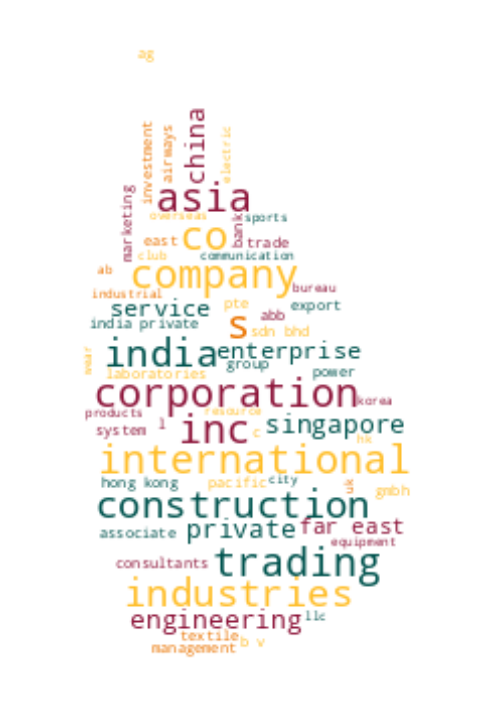 ag
china
investment
airways
electric
asia
marketing
overseas
bank
sports
co
east
trade
club
communication
ab
company
bureau
industrial
pte
export
service
abb
s
india private
sdn bhd
india
enterprise
wear
group
laboratories
power
corporation
korea
products
resource
system
l
inc
c
singapore
hk
international
hong kong
pacific
city
uk
gmbh
construction
associate
private
far east
equipment
consultants
trading
industries
engineering
llc
textile
management
b v